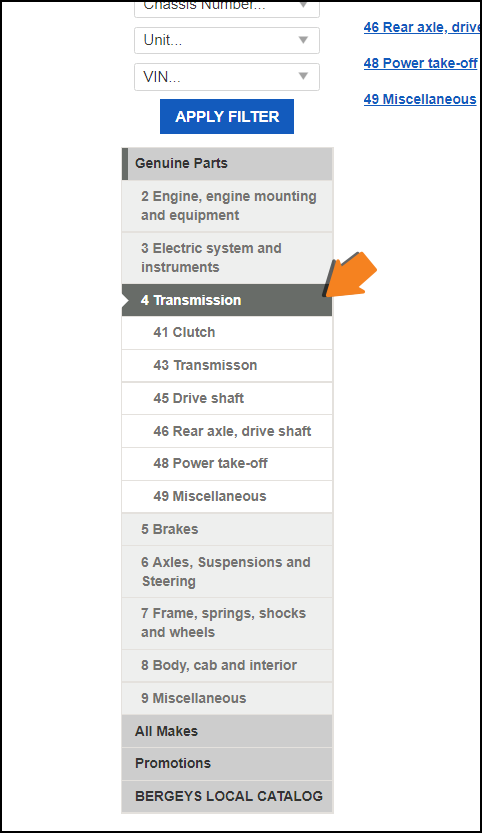 Chassis Number...
Unit...
VIN...
APPLY FILTER
Genuine Parts
2 Engine, engine mounting
and equipment
3 Electric system and
instruments
4 Transmission
41 Clutch
43 Transmisson
45 Drive shaft
46 Rear axle, drive shaft
48 Power take-off
49 Miscellaneous
5 Brakes
6 Axles, Suspensions and
Steering
7 Frame, springs, shocks
and wheels
8 Body, cab and interior
9 Miscellaneous
All Makes
Promotions
BERGEYS LOCAL CATALOG
46 Rear axle, drive
48 Power take-off
49 Miscellaneous